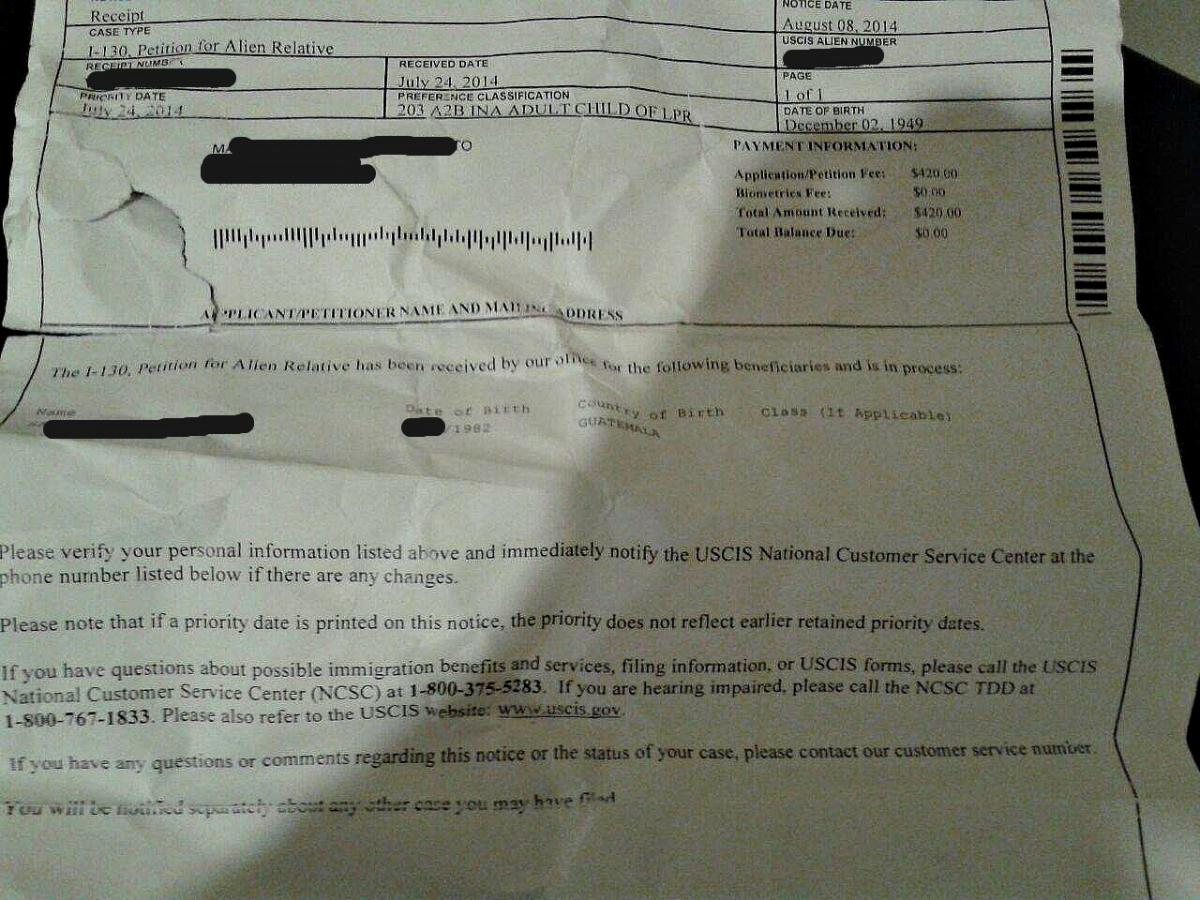 Receipt
NOTICE DATE
August 08, 2014
CASE TYPE
I-130, Petition for Alien Relative
USCIS ALIEN NUMBER
RECEIPT NUMB
RECEIVED DATE
July 24, 2014
PAGE
1 of 1
PRIORITY DATE
July 24, 2014
PREFERENCE CLASSIFICATION
203 A2B INA ADULT CHILD OF LPR
DATE OF BIRTH
December 02, 1949
PAYMENT INFORMATION:
Application/Petition Fee: $420.00
Biometrics Fee: $0.00
Total Amount Received: $420.00
Total Balance Due: $0.00
APPLICANT/PETITIONER NAME AND MAILING ADDRESS
The I-130, Petition for Alien Relative has been received by our office for the following beneficiaries and is in process:
Name Date of Birth Country of Birth Class (If Applicable)
/1982 GUATEMALA
Please verify your personal information listed above and immediately notify the USCIS National Customer Service Center at the
phone number listed below if there are any changes.
Please note that if a priority date is printed on this notice, the priority does not reflect earlier retained priority dates.
If you have questions about possible immigration benefits and services, filing information, or USCIS forms, please call the USCIS
National Customer Service Center (NCSC) at 1-800-375-5283. If you are hearing impaired, please call the NCSC TDD at
1-800-767-1833. Please also refer to the USCIS website: www.uscis.gov.
If you have any questions or comments regarding this notice or the status of your case, please contact our customer service number.
You will be notified separately about any other case you may have filed